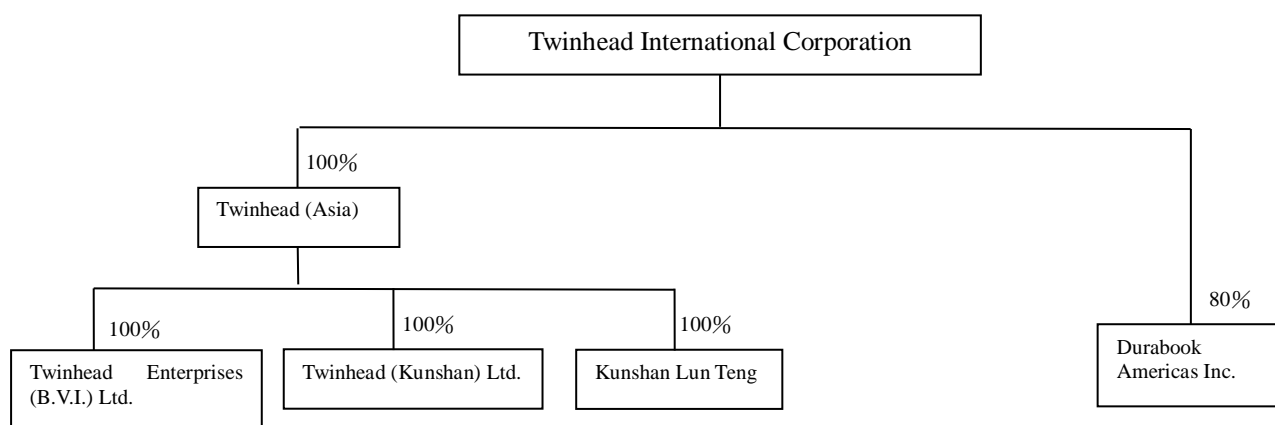 Twinhead International Corporation
100%
Twinhead (Asia)
100%
100%
100%
80%
Twinhead Enterprises
(B.V.I.) Ltd.
Twinhead (Kunshan) Ltd.
Kunshan Lun Teng
Durabook
Americas Inc.